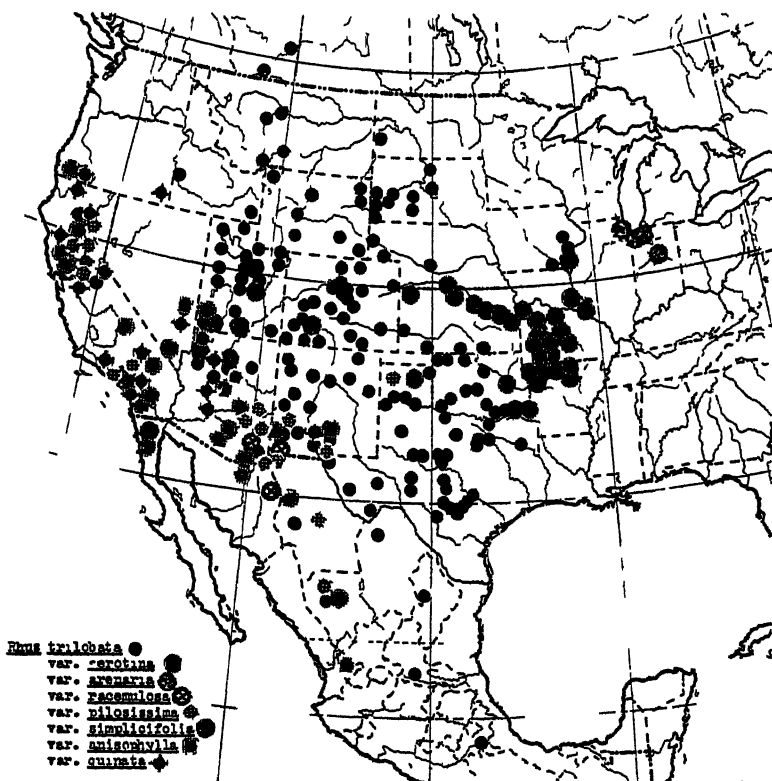 Rhus trilobata
var. serotina
var. arenaria
var. racemulosa
var. pilosissima
var. simplicifolia
var. anisophylla
var. quinata